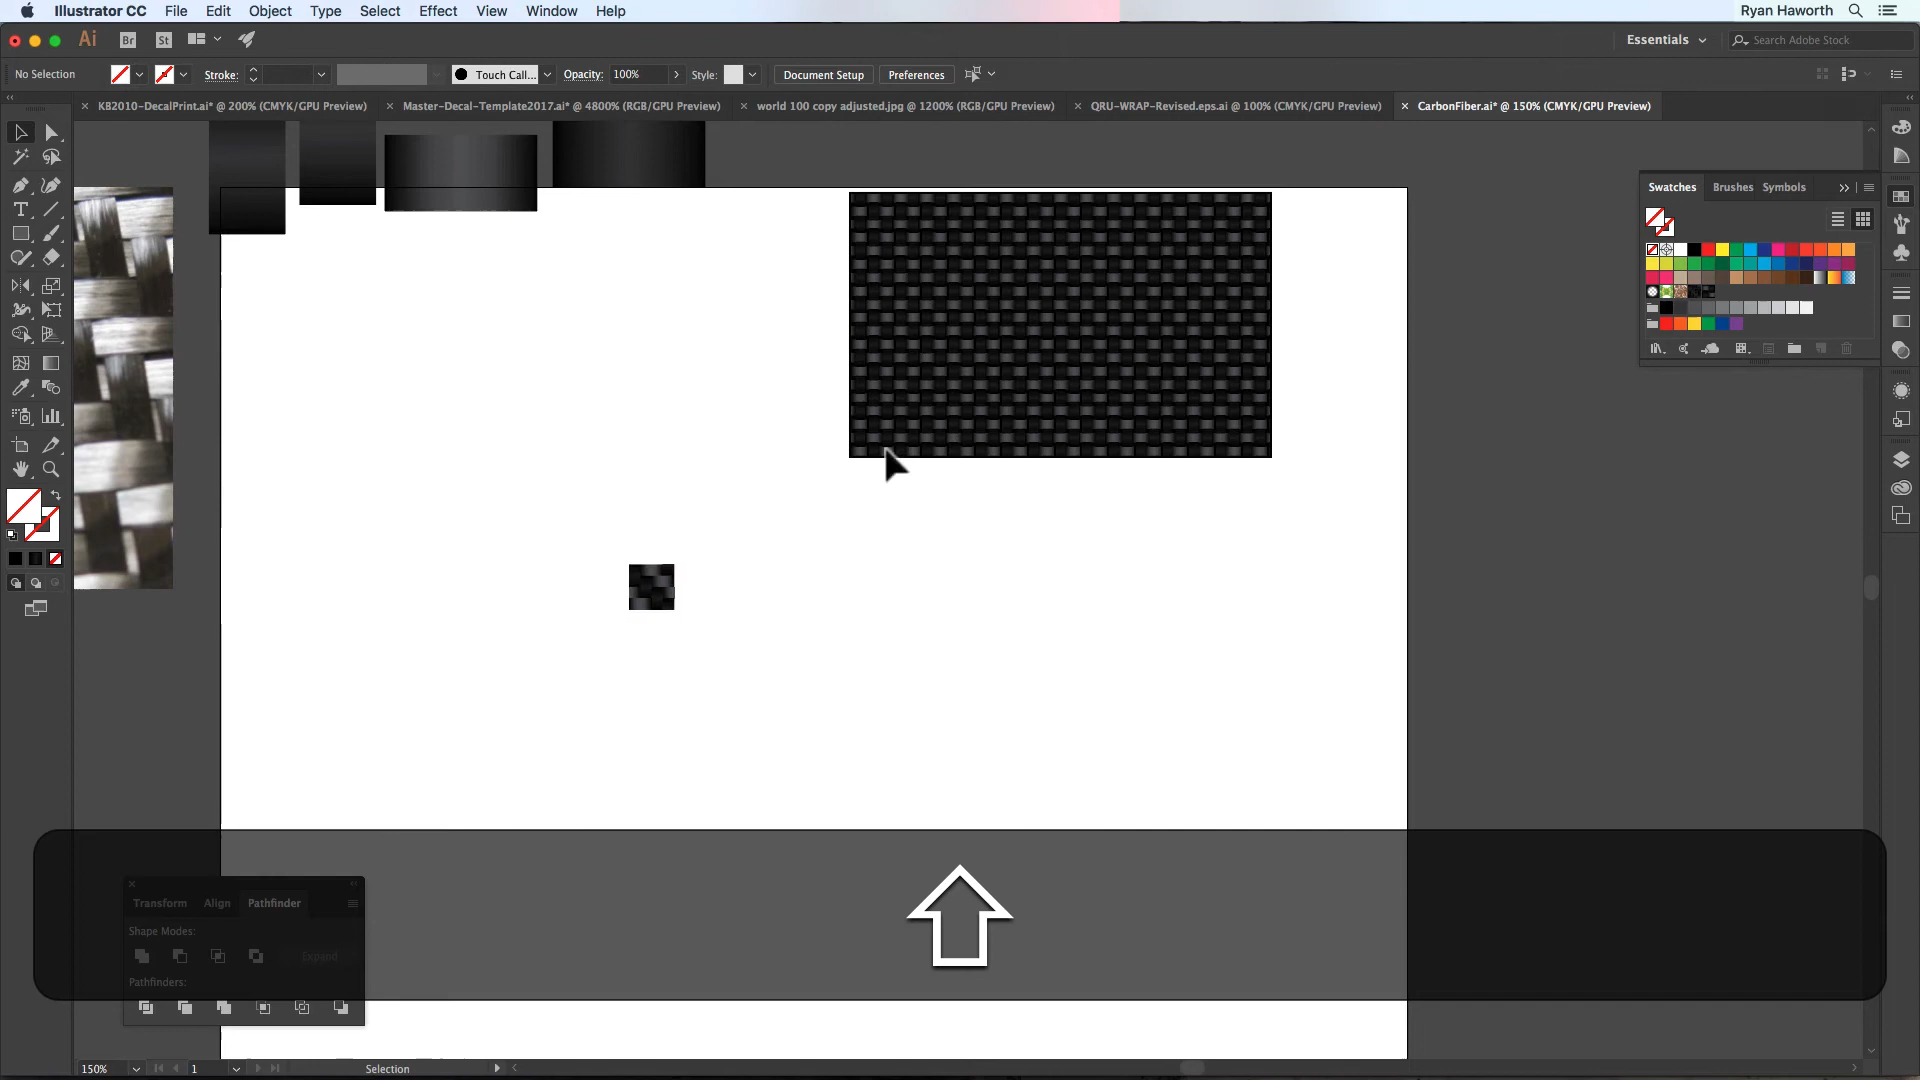 Illustrator CC File Edit Object Type Select Effect View Window Help Ryan Haworth
Ai Br St Essentials Search Adobe Stock
No Selection Stroke: Touch Call... Opacity: 100% Style: Document Setup Preferences
KB2010-DecalPrint.ai* @ 200% (CMYK/GPU Preview) Master-Decal-Template2017.ai* @ 4800% (RGB/GPU Preview) world 100 copy adjusted.jpg @ 1200% (RGB/GPU Preview) QRU-WRAP-Revised.eps.ai @ 100% (CMYK/GPU Preview) CarbonFiber.ai* @ 150% (CMYK/GPU Preview)
Swatches Brushes Symbols
Transform Align Pathfinder
Shape Modes:
Expand
Pathfinders:
150% 1 Selection